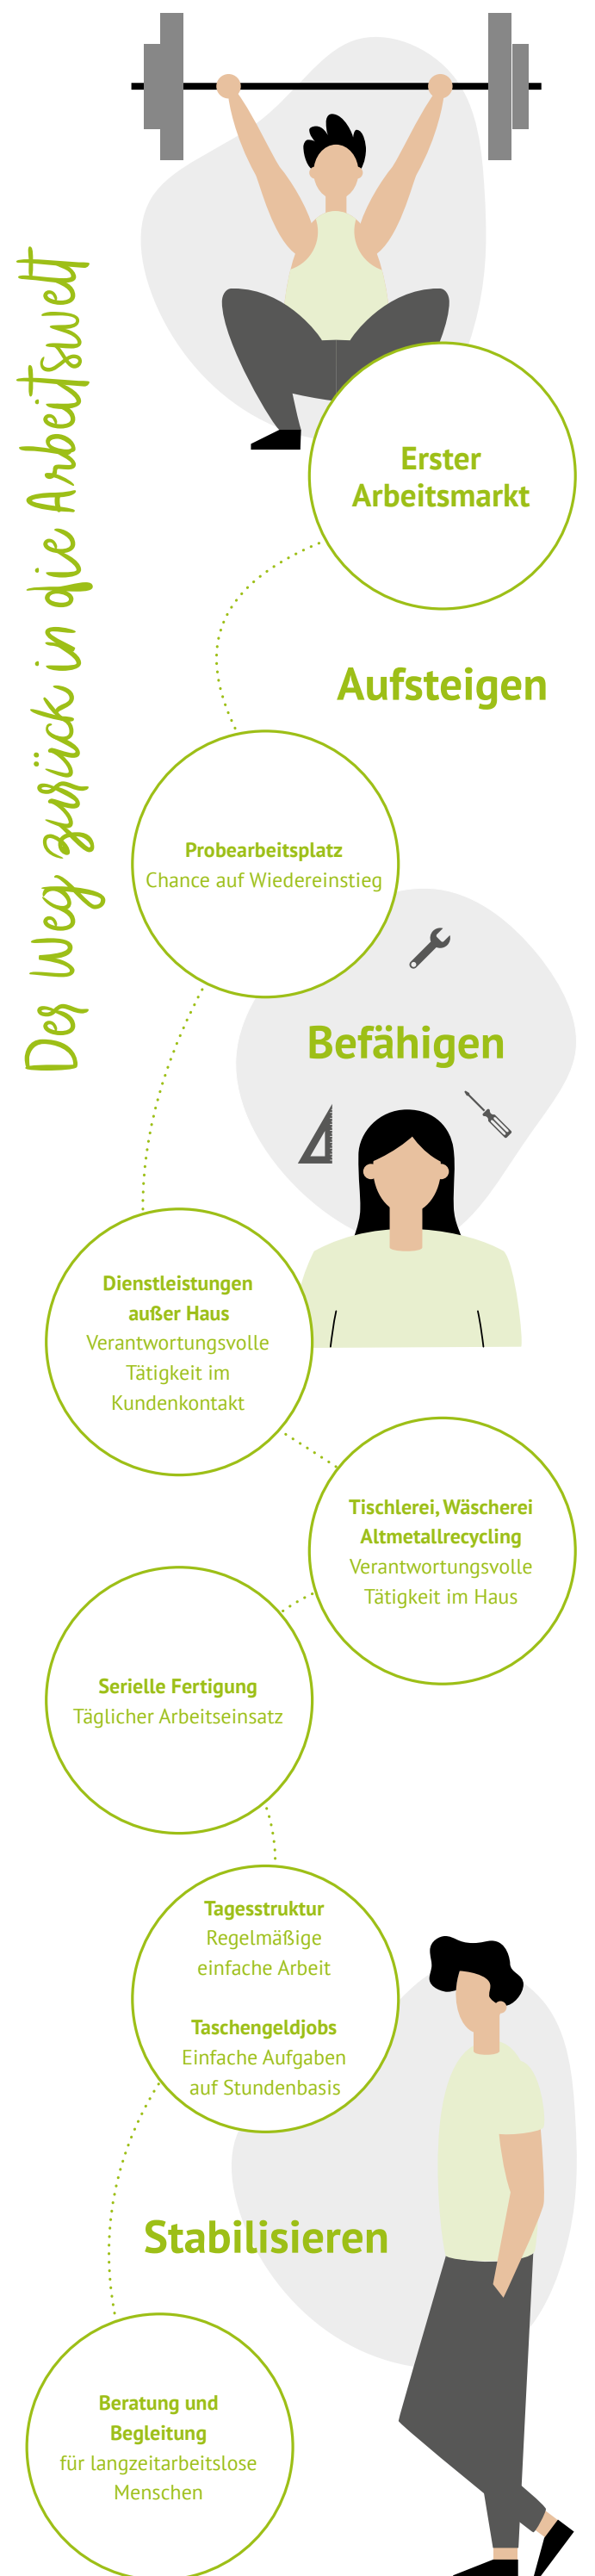 Der Weg zurück in die Arbeitswelt
Erster
Arbeitsmarkt
Aufsteigen
Probearbeitsplatz
Chance auf Wiedereinstieg
Befähigen
Dienstleistungen
außer Haus
Verantwortungsvolle
Tätigkeit im
Kundenkontakt
Tischlerei, Wäscherei
Altmetallrecycling
Verantwortungsvolle
Tätigkeit im Haus
Serielle Fertigung
Täglicher Arbeitseinsatz
Tagesstruktur
Regelmäßige
einfache Arbeit
Taschengeldjobs
Einfache Aufgaben
auf Stundenbasis
Stabilisieren
Beratung und
Begleitung
für langzeitarbeitslose
Menschen